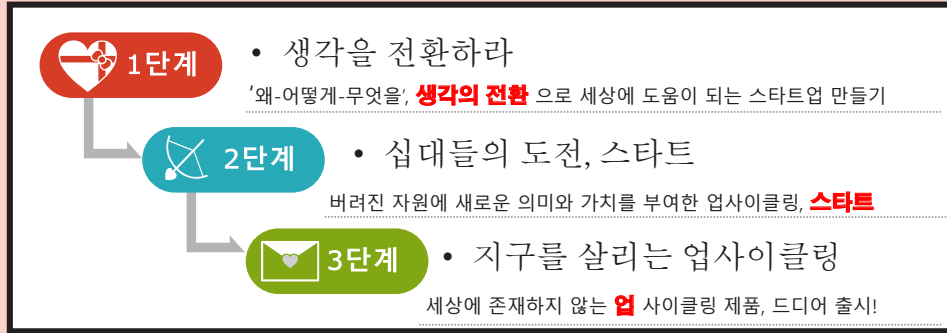 1단계
• 생각을 전환하라
'왜-어떻게-무엇을', 생각의 전환 으로 세상에 도움이 되는 스타트업 만들기
2단계
• 십대들의 도전, 스타트
버려진 자원에 새로운 의미와 가치를 부여한 업사이클링, 스타트
3단계
• 지구를 살리는 업사이클링
세상에 존재하지 않는 업 사이클링 제품, 드디어 출시!